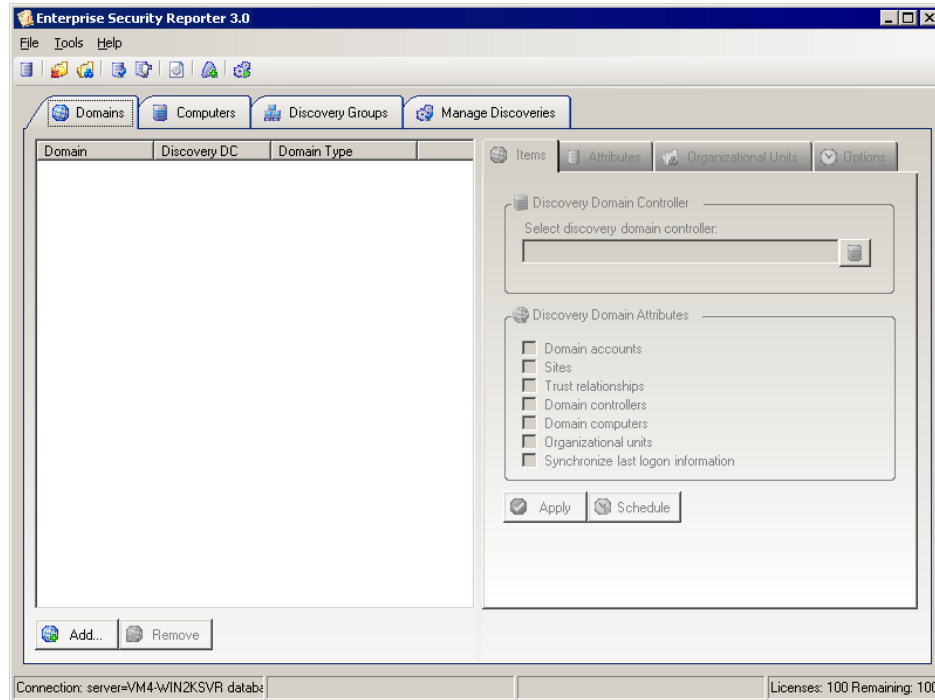 Enterprise Security Reporter 3.0
File Tools Help
Domains Computers Discovery Groups Manage Discoveries
Domain Discovery DC Domain Type
Items Attributes Organizational Units Options
Discovery Domain Controller
Select discovery domain controller:
Discovery Domain Attributes
Domain accounts
Sites
Trust relationships
Domain controllers
Domain computers
Organizational units
Synchronize last logon information
Apply Schedule
Add... Remove
Connection: server=VM4-WIN2KSVR databa Licenses: 100 Remaining: 100